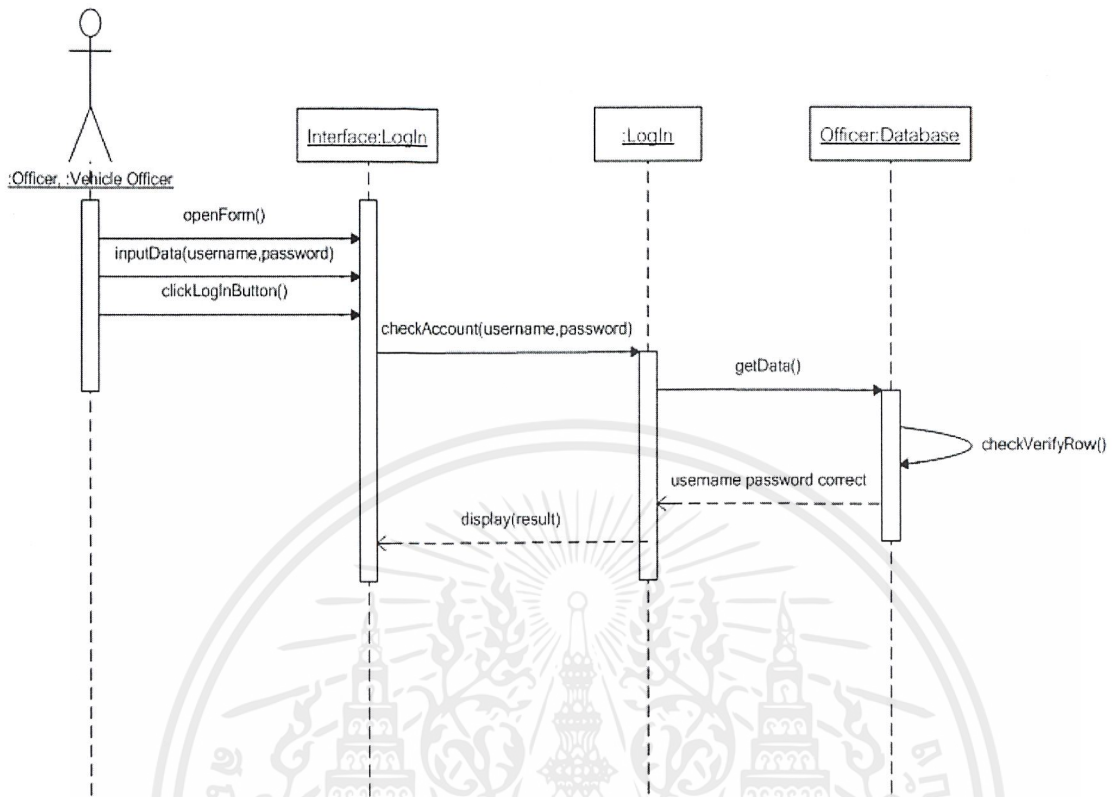 Interface:LogIn
:LogIn
Officer:Database
:Officer, :Vehicle Officer
openForm()
inputData(username,password)
clickLogInButton()
checkAccount(username,password)
getData()
checkVerifyRow()
username password correct
display(result)